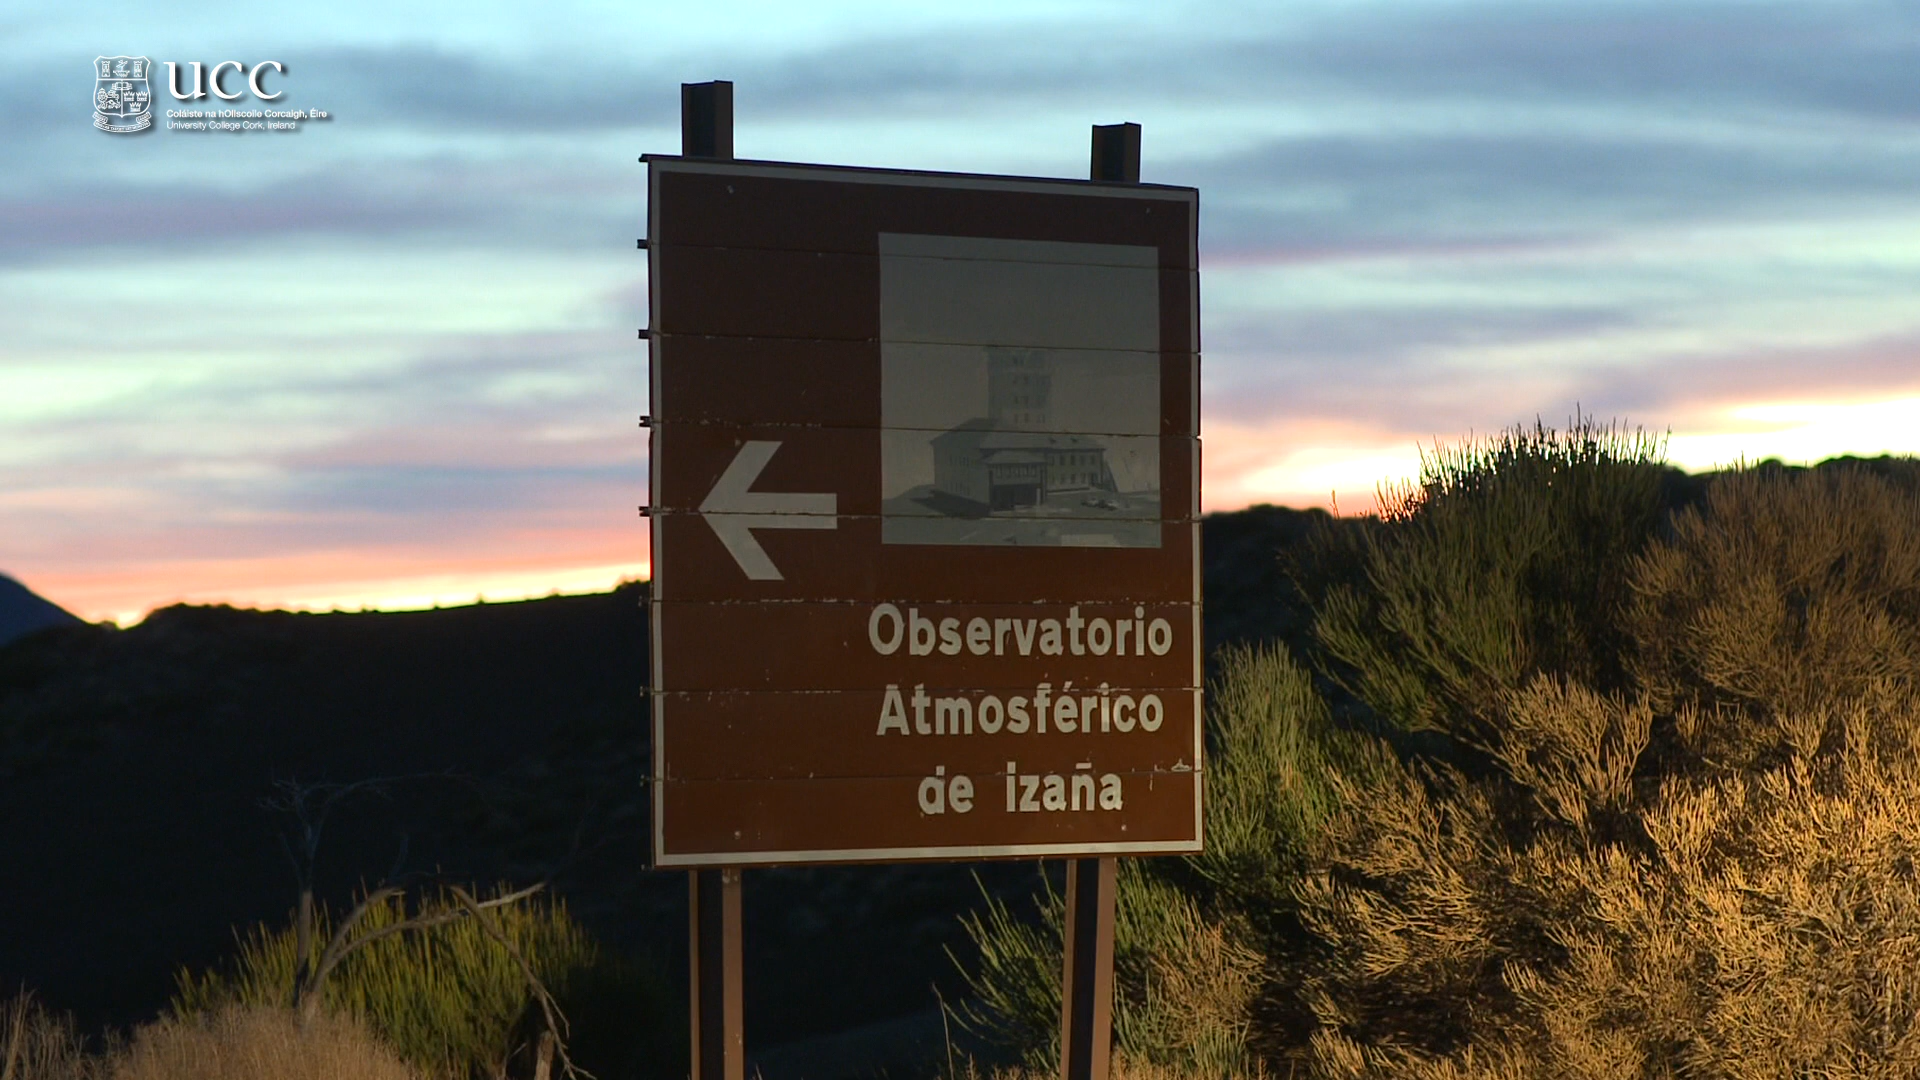 UCC
Coláiste na hOllscoile Corcaigh, Éire
University College Cork, Ireland
Observatorio
Atmosférico
de izaña